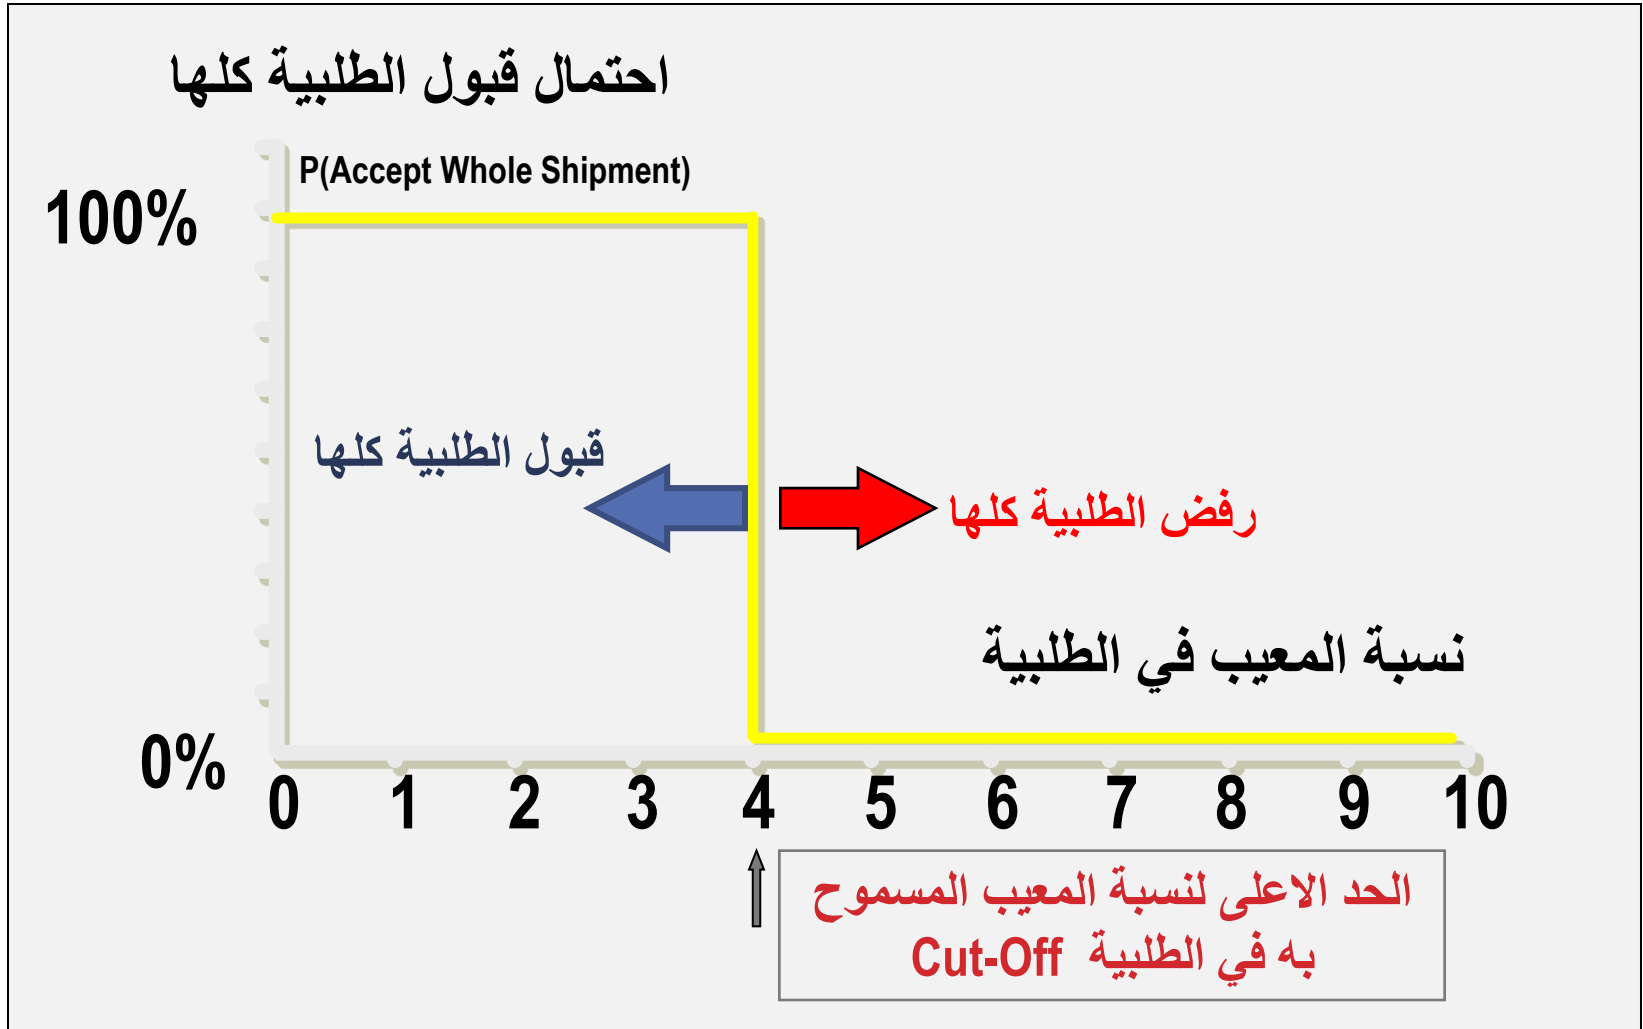 احتمال قبول الطلبية كلها
P(Accept Whole Shipment)
100%
قبول الطلبية كلها
رفض الطلبية كلها
نسبة المعيب في الطلبية
0%
0 1 2 3 4 5 6 7 8 9 10
الحد الاعلى لنسبة المعيب المسموح
به في الطلبية Cut-Off